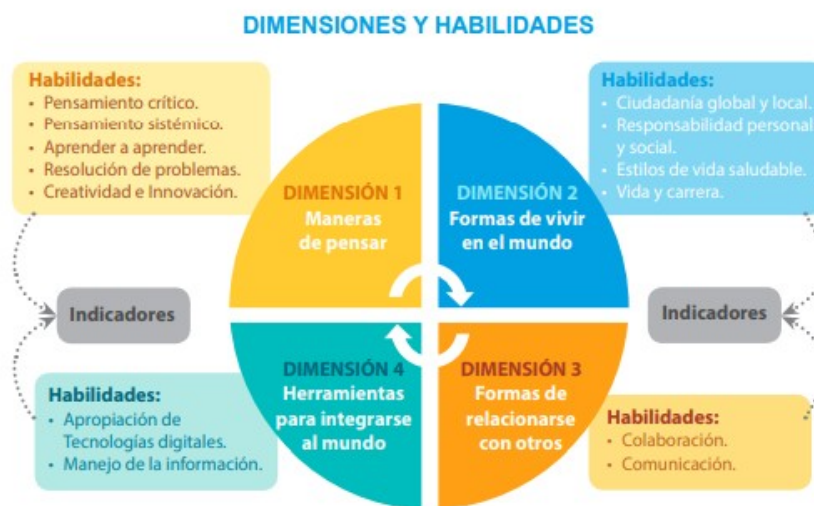 DIMENSIONES Y HABILIDADES
Habilidades:
• Pensamiento crítico.
• Pensamiento sistémico.
• Aprender a aprender.
• Resolución de problemas.
• Creatividad e Innovación.
Habilidades:
• Ciudadanía global y local.
• Responsabilidad personal
y social.
• Estilos de vida saludable.
• Vida y carrera.
DIMENSIÓN 1
Maneras
de pensar
DIMENSIÓN 2
Formas de vivir
en el mundo
Indicadores
Indicadores
DIMENSIÓN 4
Herramientas
para integrarse
al mundo
DIMENSIÓN 3
Formas de
relacionarse
con otros
Habilidades:
• Apropiación de
Tecnologías digitales.
• Manejo de la información.
Habilidades:
• Colaboración.
• Comunicación.